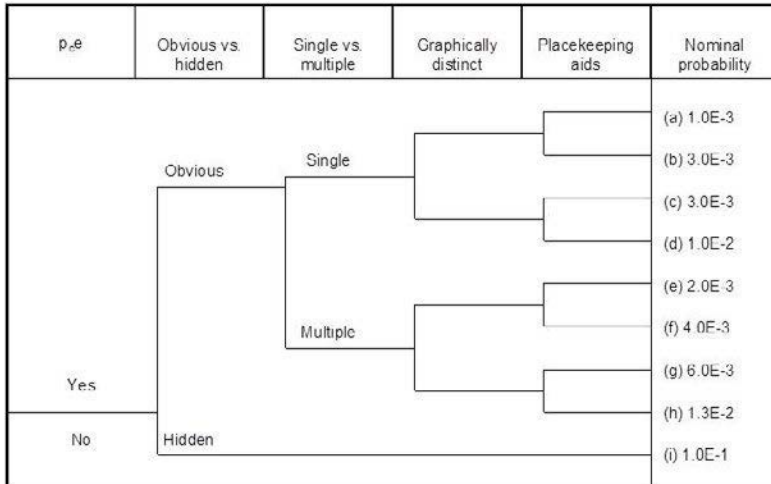 pce
Obvious vs.
hidden
Single vs.
multiple
Graphically
distinct
Placekeeping
aids
Nominal
probability
(a) 1.0E-3
(b) 3.0E-3
Obvious
Single
(c) 3.0E-3
(d) 1.0E-2
(e) 2.0E-3
(f) 4.0E-3
Multiple
(g) 6.0E-3
Yes
(h) 1.3E-2
No
Hidden
(i) 1.0E-1